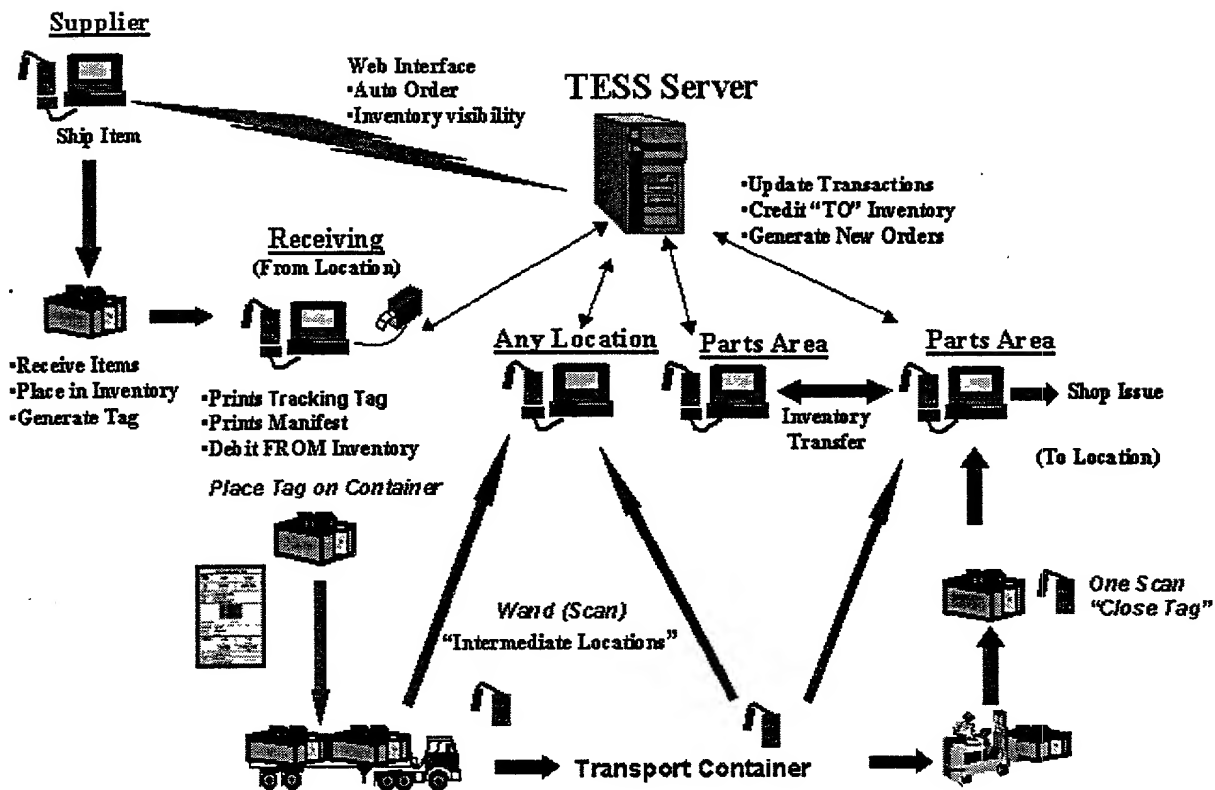 Supplier
Web Interface
•Auto Order
•Inventory visibility
TESS Server
Ship Item
•Update Transactions
•Credit "TO" Inventory
•Generate New Orders
Receiving
(From Location)
Any Location
Parts Area
Parts Area
•Receive Items
•Place in Inventory
•Generate Tag
•Prints Tracking Tag
•Prints Manifest
•Debit FROM Inventory
Inventory
Transfer
Shop Issue
(To Location)
Place Tag on Container
Wand (Scan)
"Intermediate Locations"
One Scan
"Close Tag"
Transport Container